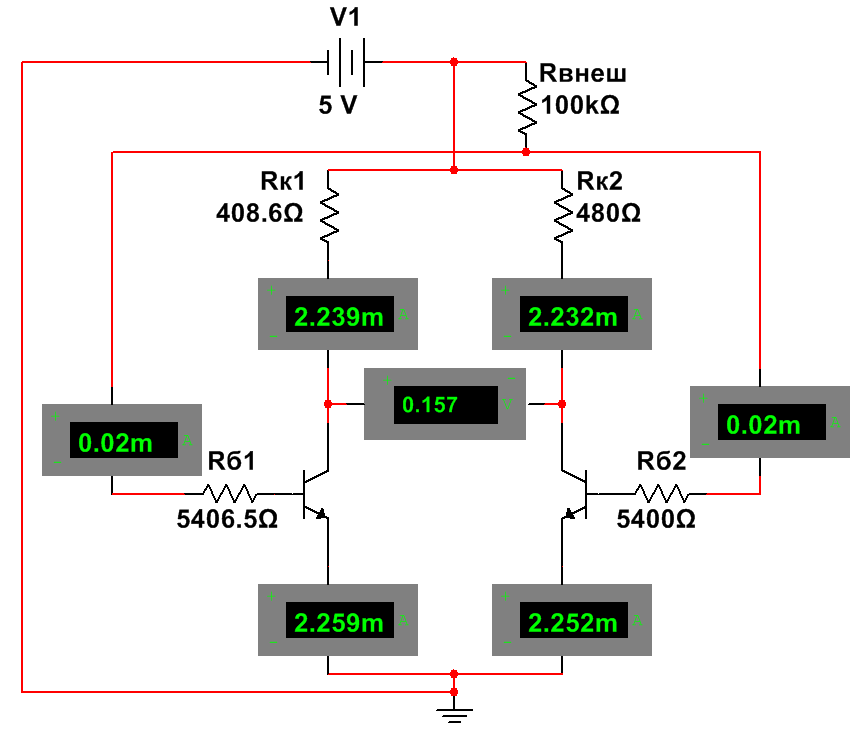 V1
5 V
Rвнеш
100kΩ
Rк1
408.6Ω
Rк2
480Ω
+
2.239m A
−
+
2.232m A
−
+ −
0.157 V
+
0.02m A
−
+
0.02m A
−
Rб1
5406.5Ω
Rб2
5400Ω
+
2.259m A
−
+
2.252m A
−